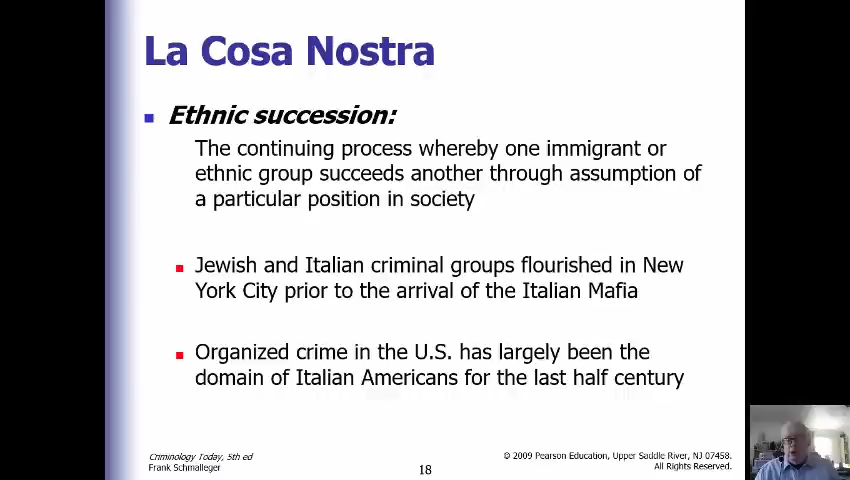 La Cosa Nostra
Ethnic succession:
The continuing process whereby one immigrant or
ethnic group succeeds another through assumption of
a particular position in society
Jewish and Italian criminal groups flourished in New
York City prior to the arrival of the Italian Mafia
Organized crime in the U.S. has largely been the
domain of Italian Americans for the last half century
Criminology Today, 5th ed
Frank Schmalleger
18
© 2009 Pearson Education, Upper Saddle River, NJ 07458.
All Rights Reserved.